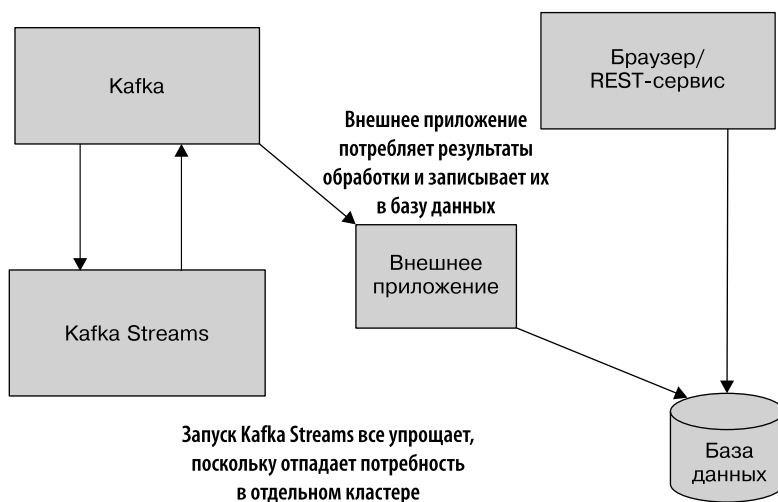 Kafka
Браузер/
REST-сервис
Внешнее приложение
потребляет результаты
обработки и записывает их
в базу данных
Внешнее
приложение
Kafka Streams
Запуск Kafka Streams все упрощает,
поскольку отпадает потребность
в отдельном кластере
База
данных